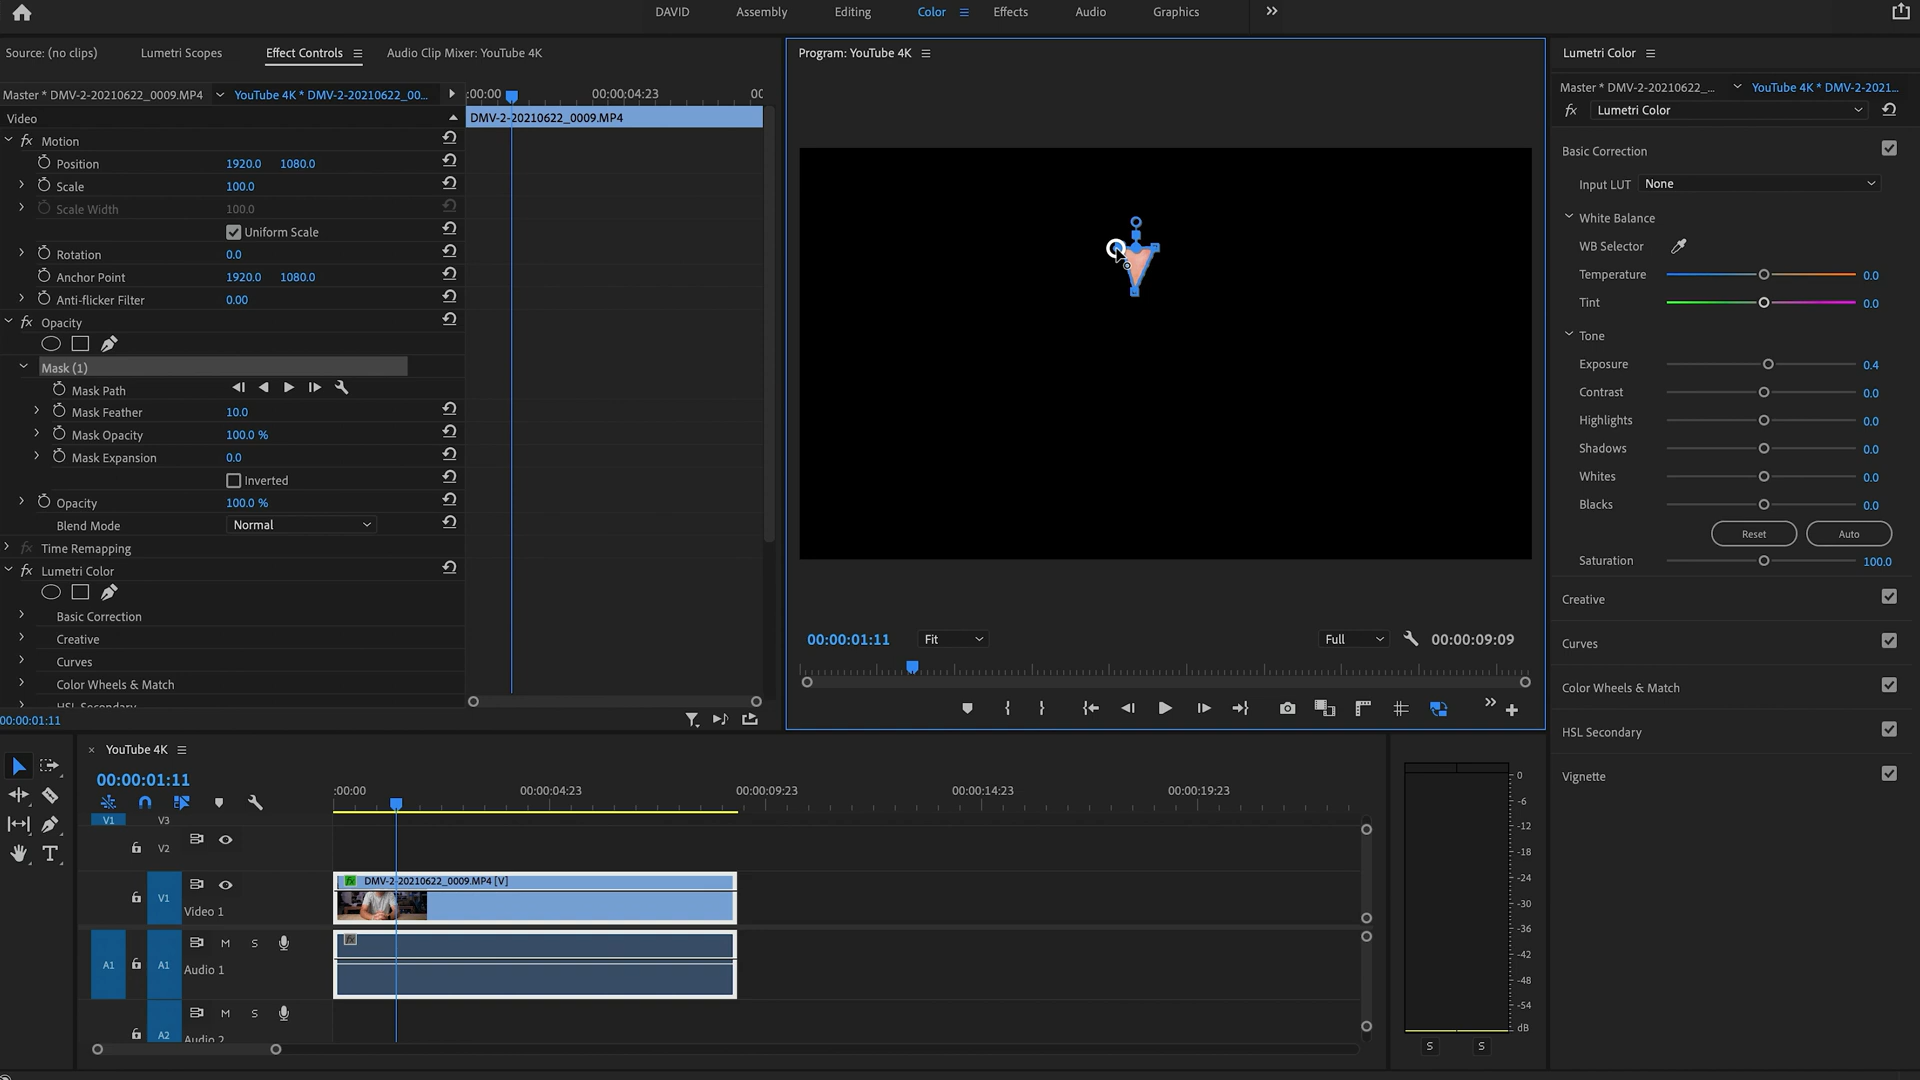 DAVID Assembly Editing Color Effects Audio Graphics
Source: (no clips) Lumetri Scopes Effect Controls Audio Clip Mixer: YouTube 4K
Program: YouTube 4K
Lumetri Color
Master * DMV-2-20210622_0009.MP4 YouTube 4K * DMV-2-20210622_00...
:00:00 00:00:04:23 00
Master * DMV-2-20210622_... YouTube 4K * DMV-2-2021...
fx Lumetri Color
Video
DMV-2-20210622_0009.MP4
fx Motion
Position 1920.0 1080.0
Scale 100.0
Scale Width 100.0
Uniform Scale
Rotation 0.0
Anchor Point 1920.0 1080.0
Anti-flicker Filter 0.00
fx Opacity
Mask (1)
Mask Path
Mask Feather 10.0
Mask Opacity 100.0 %
Mask Expansion 0.0
Inverted
Opacity 100.0 %
Blend Mode Normal
fx Time Remapping
fx Lumetri Color
Basic Correction
Creative
Curves
Color Wheels & Match
HSL Secondary
00:00:01:11
00:00:01:11 Fit Full 00:00:09:09
Basic Correction
Input LUT None
White Balance
WB Selector
Temperature 0.0
Tint 0.0
Tone
Exposure 0.4
Contrast 0.0
Highlights 0.0
Shadows 0.0
Whites 0.0
Blacks 0.0
Reset Auto
Saturation 100.0
Creative
Curves
Color Wheels & Match
HSL Secondary
Vignette
× YouTube 4K
00:00:01:11
:00:00 00:00:04:23 00:00:09:23 00:00:14:23 00:00:19:23
V1 V3
V2
fx DMV-2-20210622_0009.MP4 [V]
V1
Video 1
A1 A1 M S
Audio 1
fx
A2 M S
Audio 2
0
-6
-12
-18
-24
-30
-36
-42
-48
-54
dB
S S